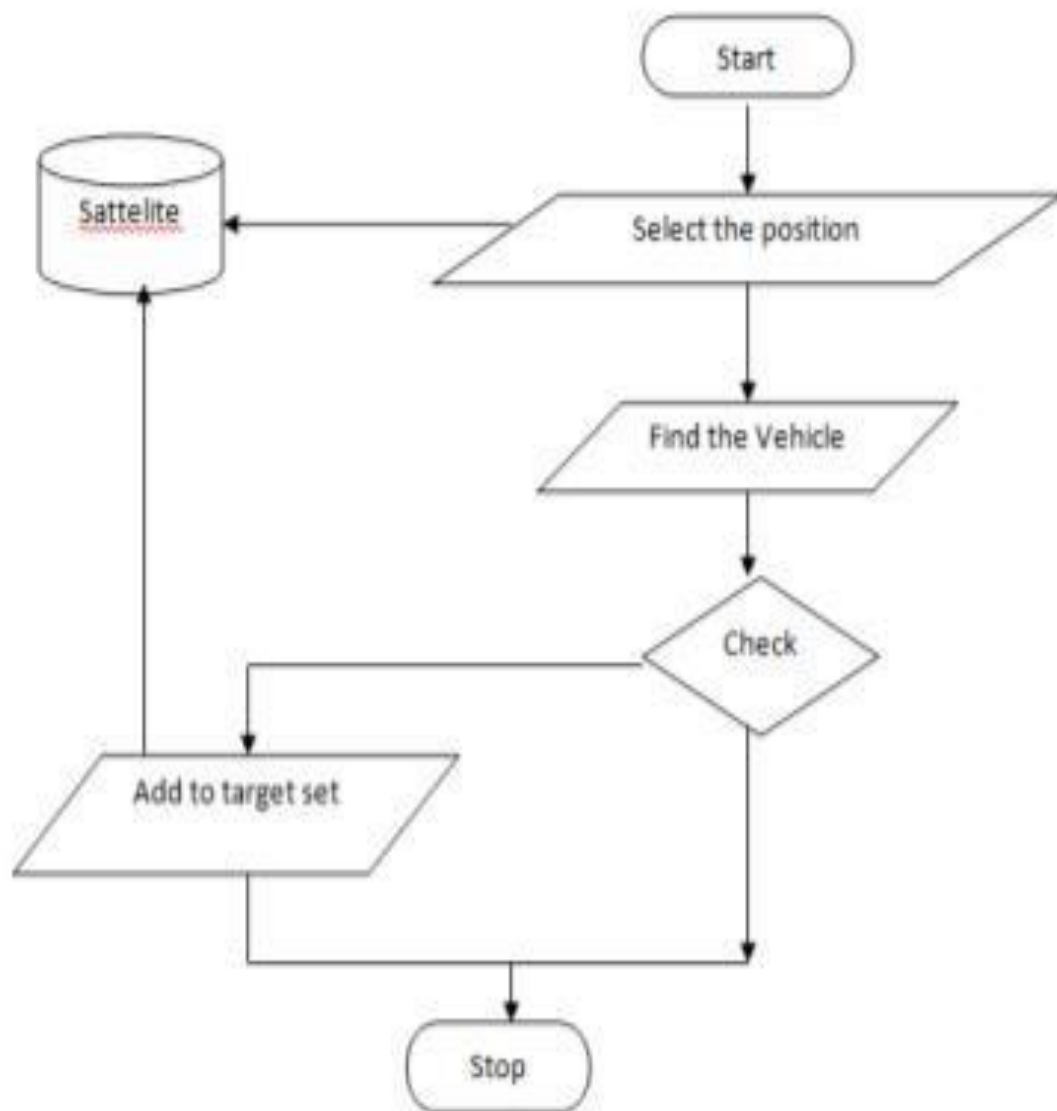 Start
Sattelite
Select the position
Find the Vehicle
Check
Add to target set
Stop